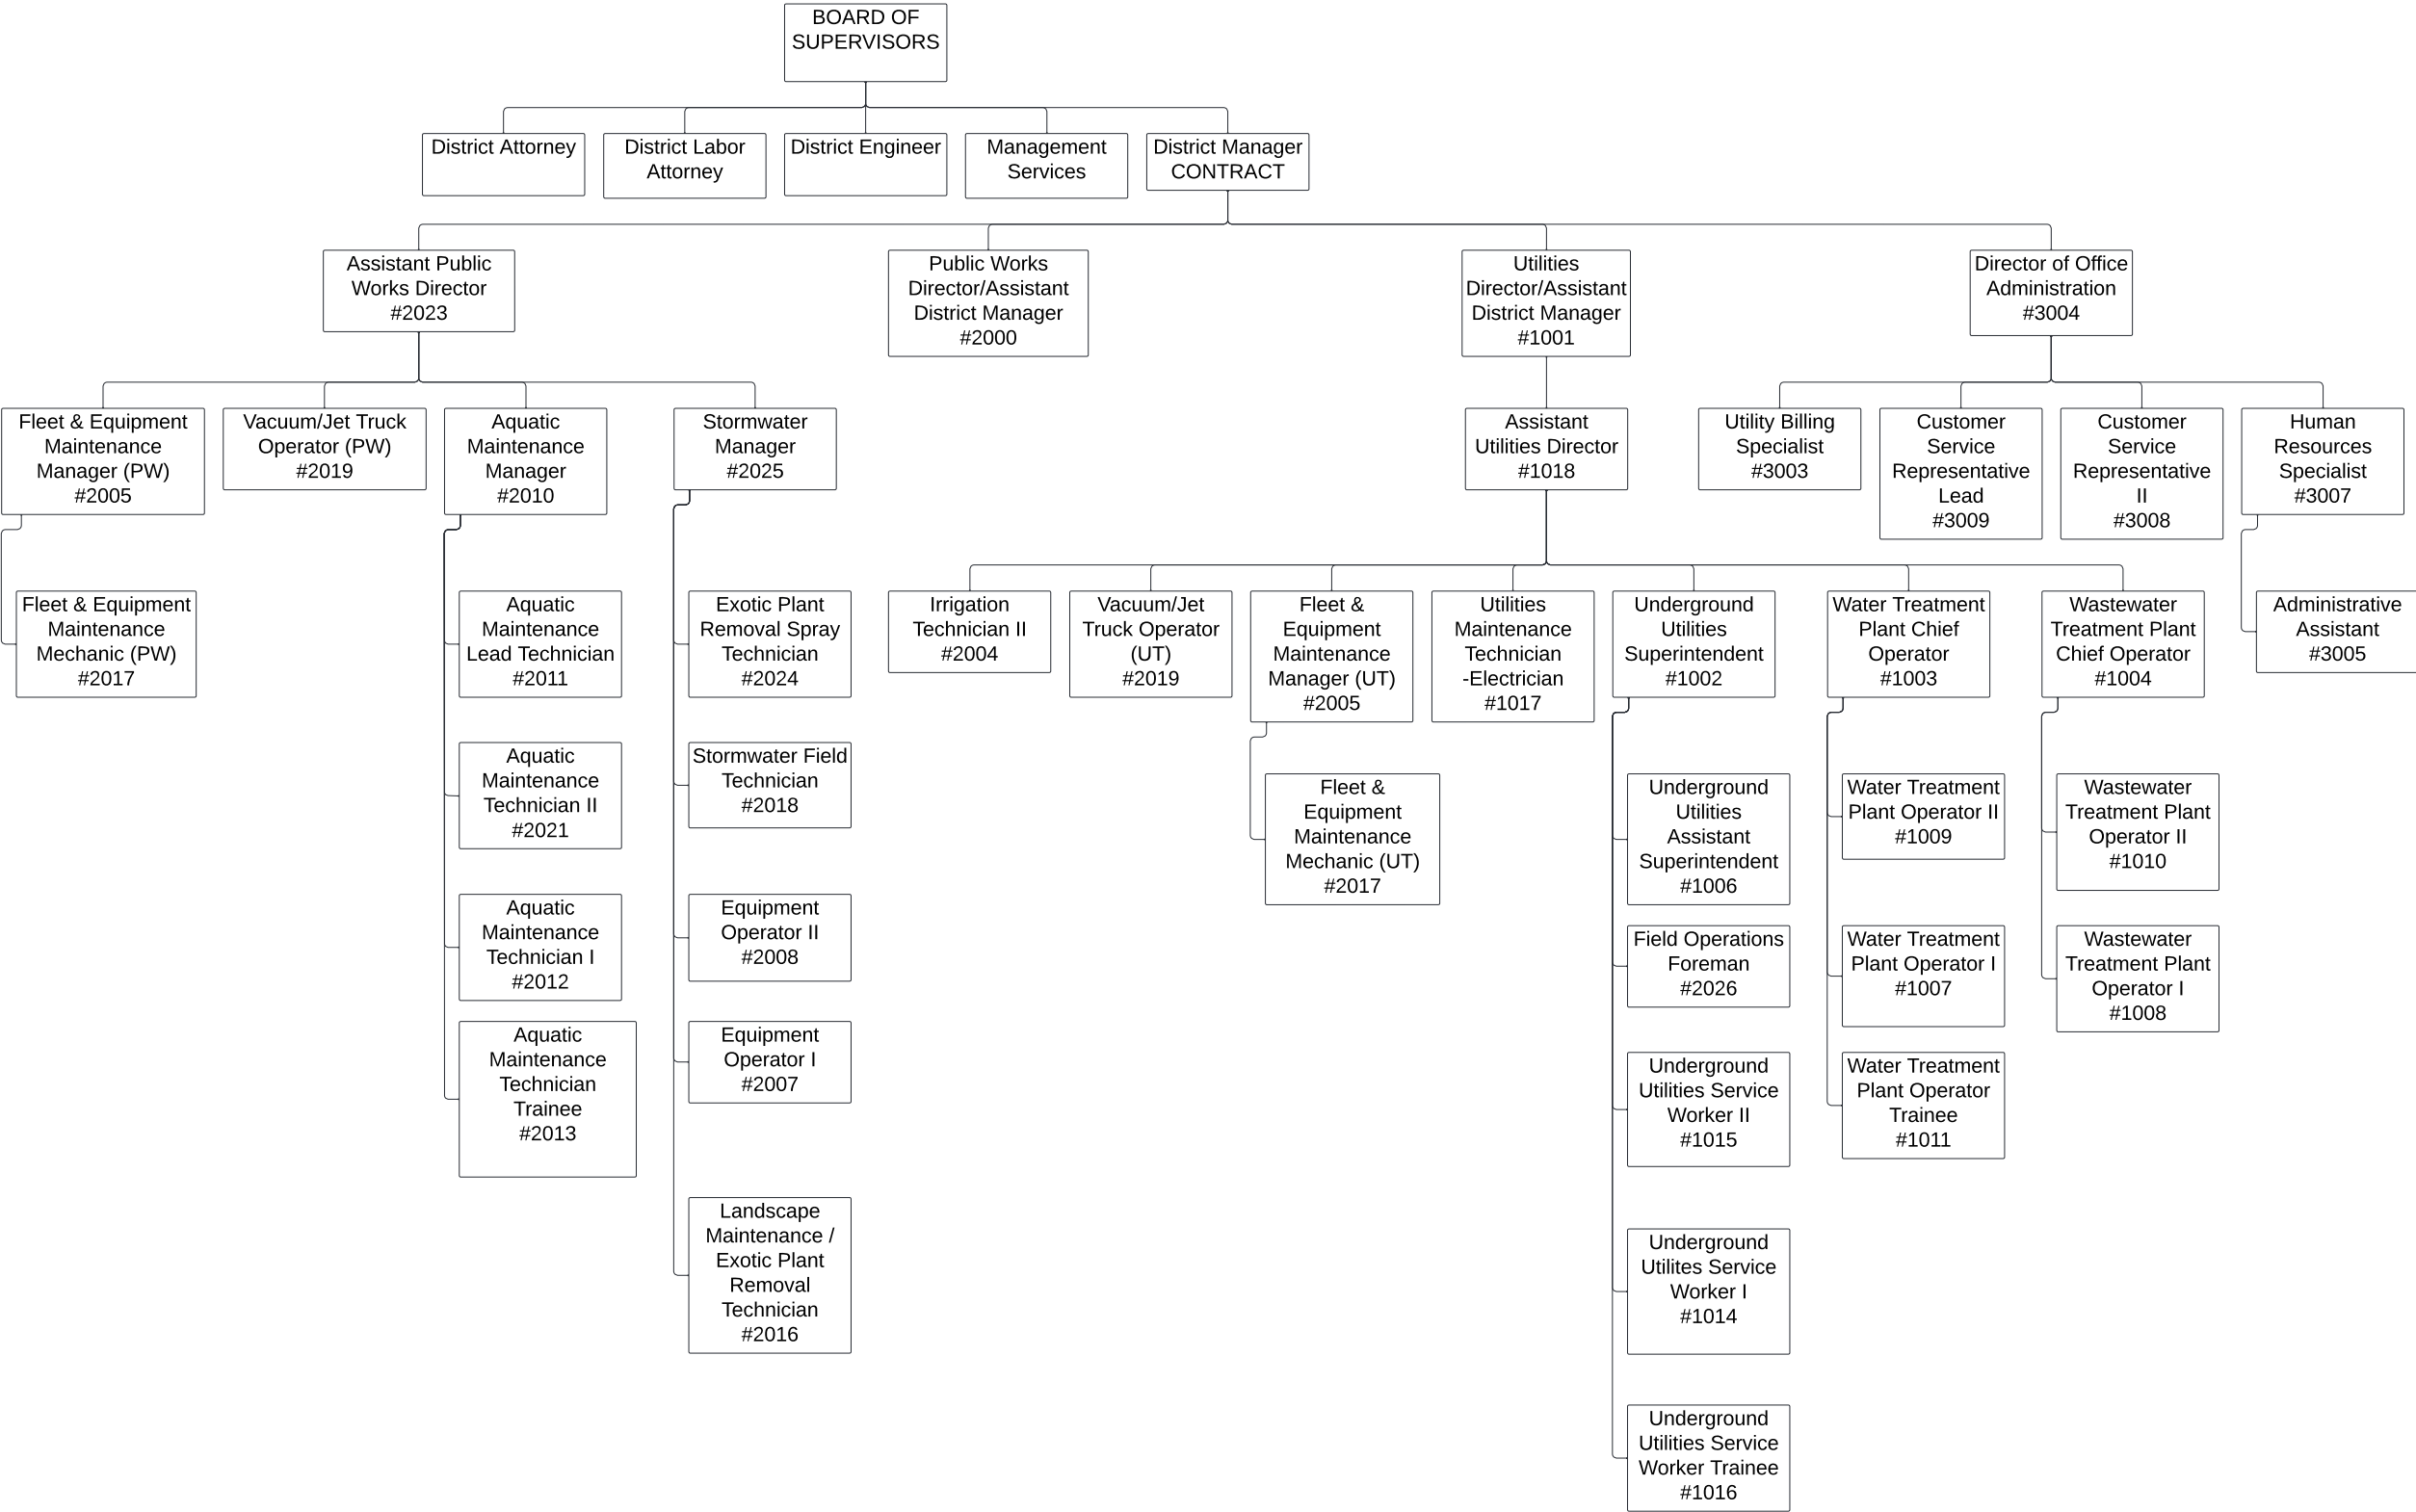 BOARD OF
SUPERVISORS
District Attorney
District Labor
Attorney
District Engineer
Management
Services
District Manager
CONTRACT
Assistant Public
Works Director
#2023
Public Works
Director/Assistant
District Manager
#2000
Utilities
Director/Assistant
District Manager
#1001
Director of Office
Administration
#3004
Fleet & Equipment
Maintenance
Manager (PW)
#2005
Vacuum/Jet Truck
Operator (PW)
#2019
Aquatic
Maintenance
Manager
#2010
Stormwater
Manager
#2025
Assistant
Utilities Director
#1018
Utility Billing
Specialist
#3003
Customer
Service
Representative
Lead
#3009
Customer
Service
Representative
II
#3008
Human
Resources
Specialist
#3007
Fleet & Equipment
Maintenance
Mechanic (PW)
#2017
Aquatic
Maintenance
Lead Technician
#2011
Exotic Plant
Removal Spray
Technician
#2024
Irrigation
Technician II
#2004
Vacuum/Jet
Truck Operator
(UT)
#2019
Fleet &
Equipment
Maintenance
Manager (UT)
#2005
Utilities
Maintenance
Technician
-Electrician
#1017
Underground
Utilities
Superintendent
#1002
Water Treatment
Plant Chief
Operator
#1003
Wastewater
Treatment Plant
Chief Operator
#1004
Administrative
Assistant
#3005
Aquatic
Maintenance
Technician II
#2021
Stormwater Field
Technician
#2018
Fleet &
Equipment
Maintenance
Mechanic (UT)
#2017
Underground
Utilities
Assistant
Superintendent
#1006
Water Treatment
Plant Operator II
#1009
Wastewater
Treatment Plant
Operator II
#1010
Aquatic
Maintenance
Technician I
#2012
Equipment
Operator II
#2008
Field Operations
Foreman
#2026
Water Treatment
Plant Operator I
#1007
Wastewater
Treatment Plant
Operator I
#1008
Aquatic
Maintenance
Technician
Trainee
#2013
Equipment
Operator I
#2007
Underground
Utilities Service
Worker II
#1015
Water Treatment
Plant Operator
Trainee
#1011
Landscape
Maintenance /
Exotic Plant
Removal
Technician
#2016
Underground
Utilites Service
Worker I
#1014
Underground
Utilities Service
Worker Trainee
#1016